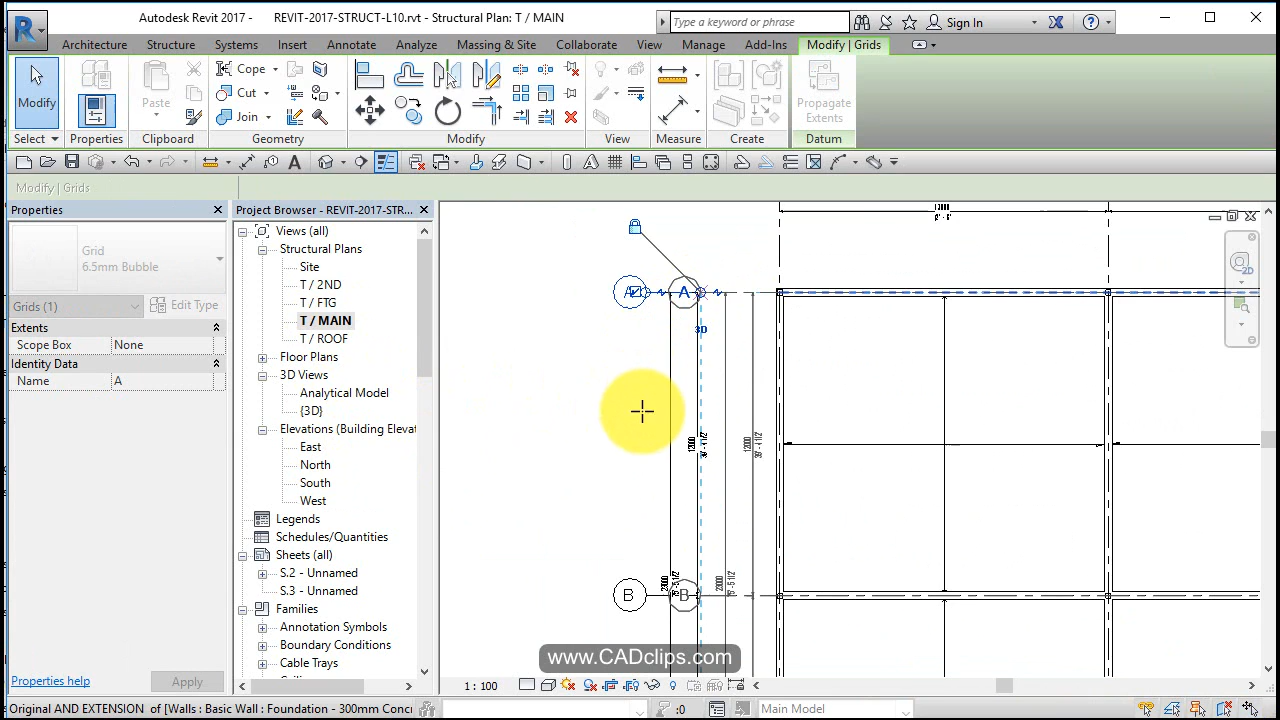 Autodesk Revit 2017 - REVIT-2017-STRUCT-L10.rvt - Structural Plan: T / MAIN
Type a keyword or phrase
Sign In
Architecture Structure Systems Insert Annotate Analyze Massing & Site Collaborate View Manage Add-Ins Modify | Grids
Modify
Properties
Paste
Cope
Cut
Join
Propagate
Extents
Select Properties Clipboard Geometry Modify View Measure Create Datum
Modify | Grids
Properties
Grid
6.5mm Bubble
Grids (1)
Edit Type
Extents
Scope Box None
Identity Data
Name A
Properties help
Apply
Project Browser - REVIT-2017-STR...
Views (all)
Structural Plans
Site
T / 2ND
T / FTG
T / MAIN
T / ROOF
Floor Plans
3D Views
Analytical Model
{3D}
Elevations (Building Elevat
East
North
South
West
Legends
Schedules/Quantities
Sheets (all)
S.2 - Unnamed
S.3 - Unnamed
Families
Annotation Symbols
Boundary Conditions
Cable Trays
A
3D
2D
12000
12000
B B
www.CADclips.com
1 : 100
Original AND EXTENSION of [Walls : Basic Wall : Foundation - 300mm Conc
:0
Main Model